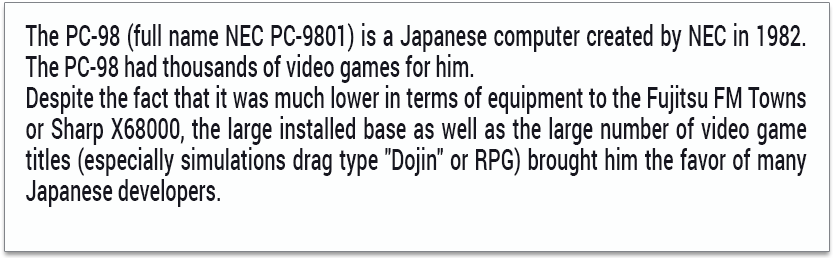 The PC-98 (full name NEC PC-9801) is a Japanese computer created by NEC in 1982.
The PC-98 had thousands of video games for him.
Despite the fact that it was much lower in terms of equipment to the Fujitsu FM Towns
or Sharp X68000, the large installed base as well as the large number of video game
titles (especially simulations drag type "Dojin" or RPG) brought him the favor of many
Japanese developers.